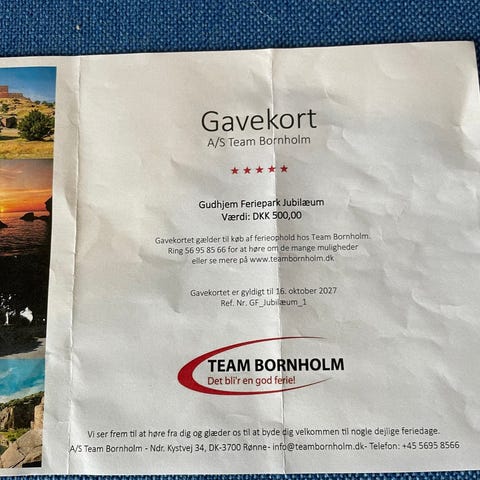 Gavekort
A/S Team Bornholm
Gudhjem Feriepark Jubilæum
Værdi: DKK 500,00
Gavekortet gælder til køb af ferieophold hos Team Bornholm.
Ring 56 95 85 66 for at høre om de mange muligheder
eller se mere på www.teambornholm.dk
Gavekortet er gyldigt til 16. oktober 2027
Ref. Nr. GF_Jubilæum_1
TEAM BORNHOLM
Det bli'r en god ferie!
Vi ser frem til at høre fra dig og glæder os til at byde dig velkommen til nogle dejlige feriedage.
A/S Team Bornholm - Ndr. Kystvej 34, DK-3700 Rønne- info@teambornholm.dk- Telefon: +45 5695 8566